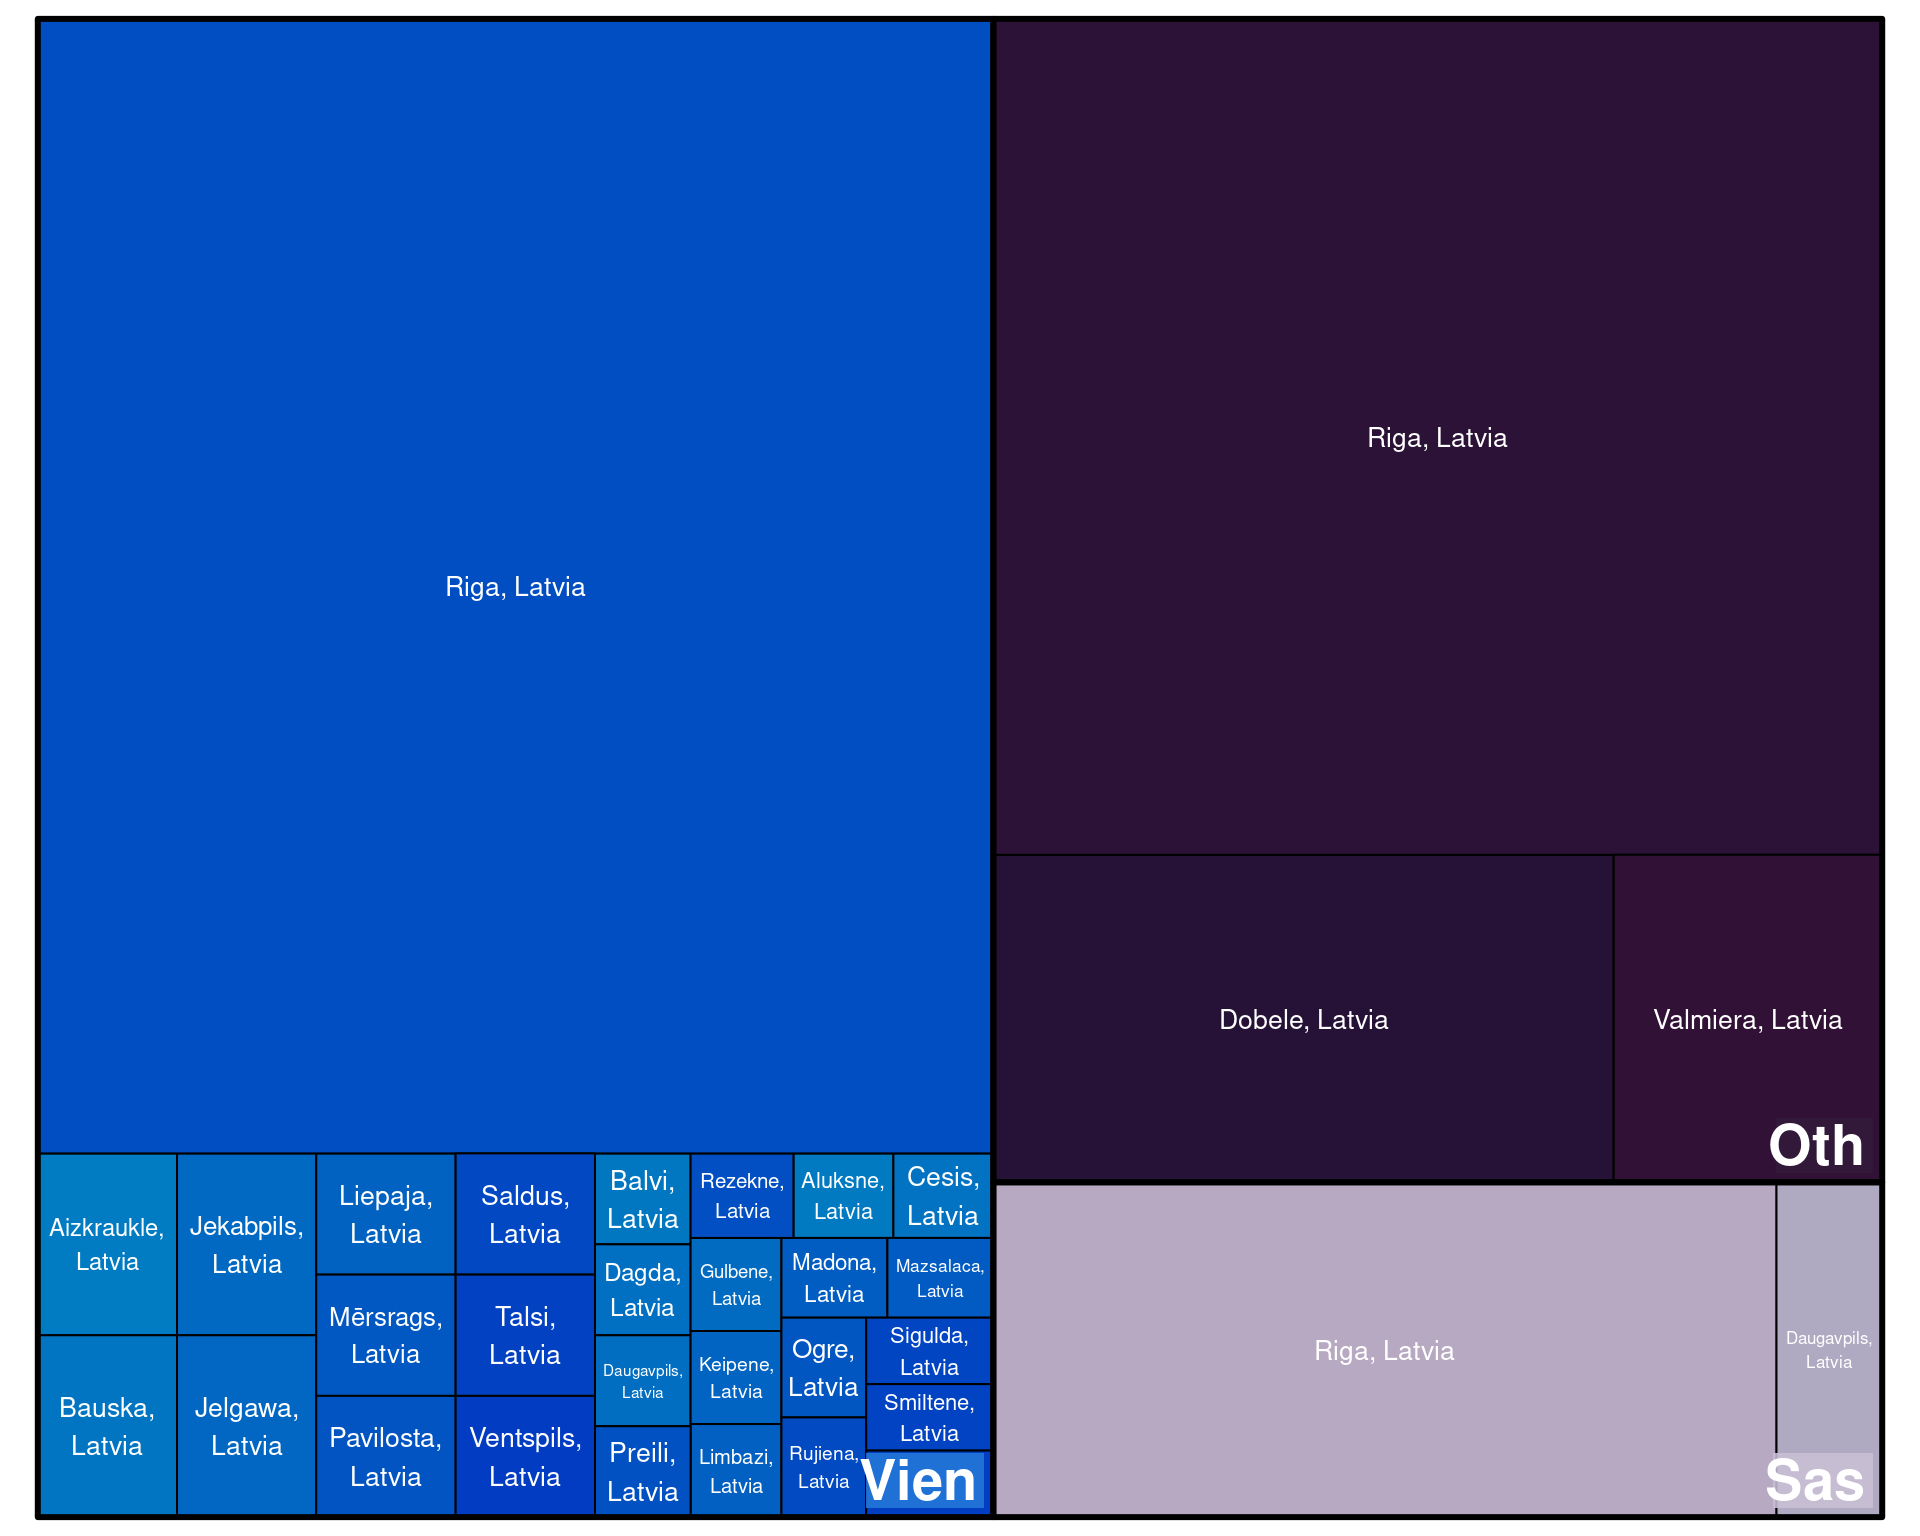 Riga, Latvia
Riga, Latvia
Dobele, Latvia
Valmiera, Latvia
Oth
Aizkraukle,
Latvia
Jekabpils,
Latvia
Liepaja,
Latvia
Saldus,
Latvia
Balvi,
Latvia
Rezekne,
Latvia
Aluksne,
Latvia
Cesis,
Latvia
Dagda,
Latvia
Gulbene,
Latvia
Madona,
Latvia
Mazsalaca,
Latvia
Mērsrags,
Latvia
Talsi,
Latvia
Bauska,
Latvia
Jelgawa,
Latvia
Pavilosta,
Latvia
Ventspils,
Latvia
Daugavpils,
Latvia
Keipene,
Latvia
Ogre,
Latvia
Sigulda,
Latvia
Smiltene,
Latvia
Preili,
Latvia
Limbazi,
Latvia
Rujiena,
Latvia
Vien
Riga, Latvia
Daugavpils,
Latvia
Sas